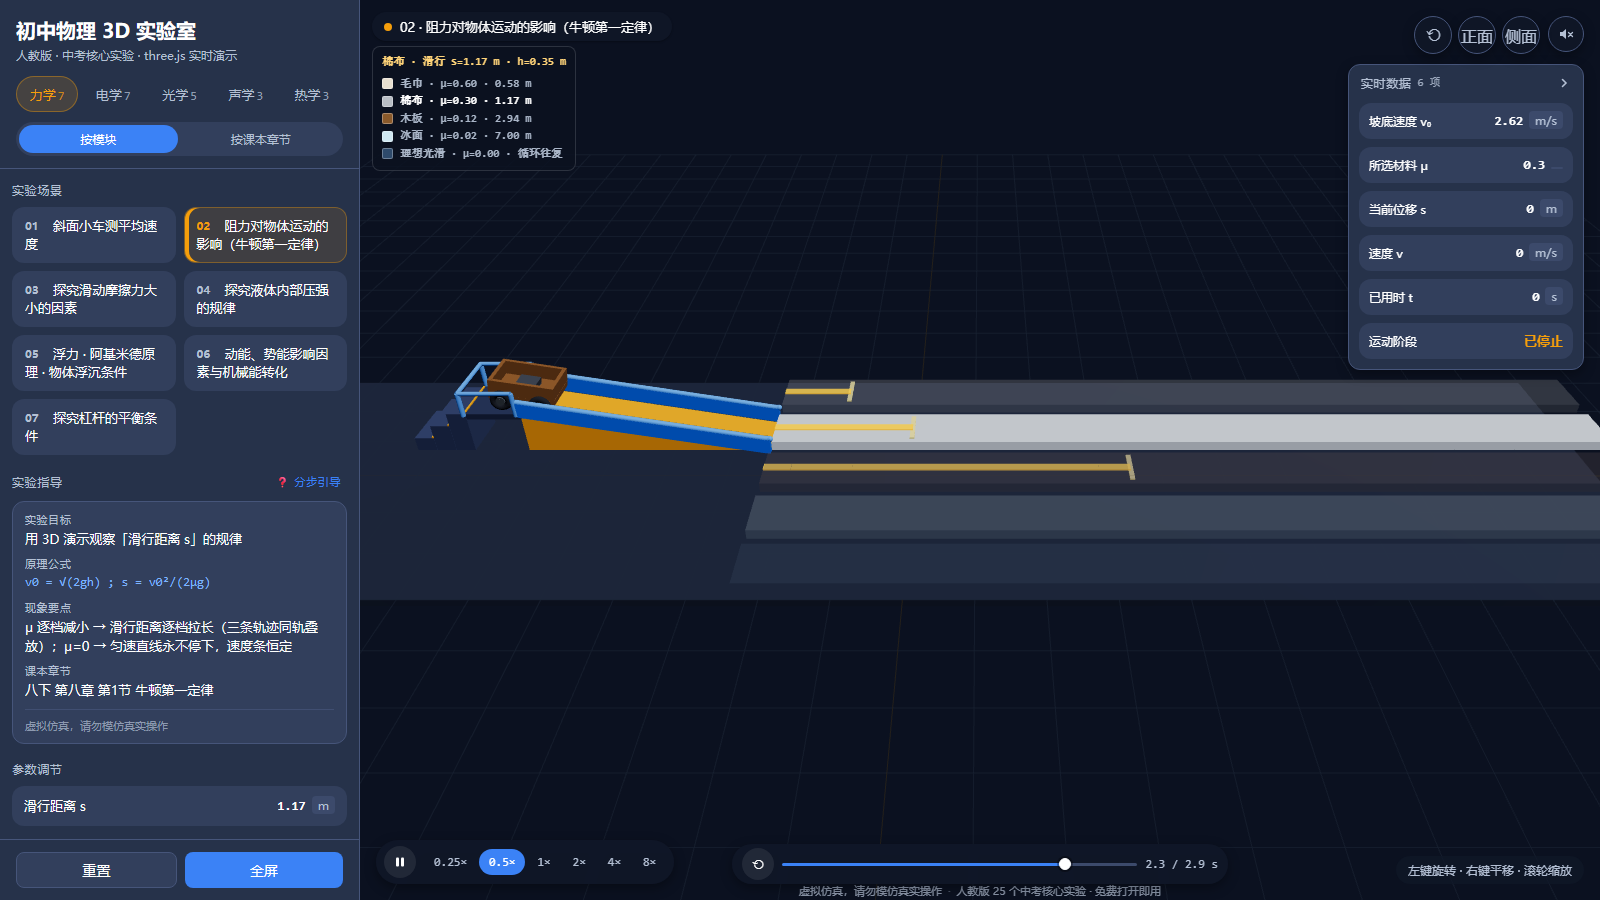 初中物理 3D 实验室
人教版 · 中考核心实验 · three.js 实时演示
力学 7
电学 7
光学 5
声学 3
热学 3
按模块
按课本章节
实验场景
01 斜面小车测平均速度
02 阻力对物体运动的影响（牛顿第一定律）
03 探究滑动摩擦力大小的因素
04 探究液体内部压强的规律
05 浮力 · 阿基米德原理 · 物体浮沉条件
06 动能、势能影响因素与机械能转化
07 探究杠杆的平衡条件
实验指导
❓ 分步引导
实验目标
用 3D 演示观察「滑行距离 s」的规律
原理公式
v0 = √(2gh) ; s = v0²/(2μg)
现象要点
μ 逐档减小 → 滑行距离逐档拉长（三条轨迹同轨叠放）; μ=0 → 匀速直线永不停下，速度条恒定
课本章节
八下 第八章 第1节 牛顿第一定律
虚拟仿真，请勿模仿真实操作
参数调节
滑行距离 s 1.17 m
重置
全屏
02 · 阻力对物体运动的影响（牛顿第一定律）
棉布 · 滑行 s=1.17 m · h=0.35 m
毛巾 · μ=0.60 · 0.58 m
棉布 · μ=0.30 · 1.17 m
木板 · μ=0.12 · 2.94 m
冰面 · μ=0.02 · 7.00 m
理想光滑 · μ=0.00 · 循环往复
正面
侧面
实时数据 6 项
坡底速度 v₀ 2.62 m/s
所选材料 μ 0.3
当前位移 s 0 m
速度 v 0 m/s
已用时 t 0 s
运动阶段 已停止
0.25×
0.5×
1×
2×
4×
8×
2.3 / 2.9 s
虚拟仿真，请勿模仿真实操作 · 人教版 25 个中考核心实验 · 免费打开即用
左键旋转 · 右键平移 · 滚轮缩放